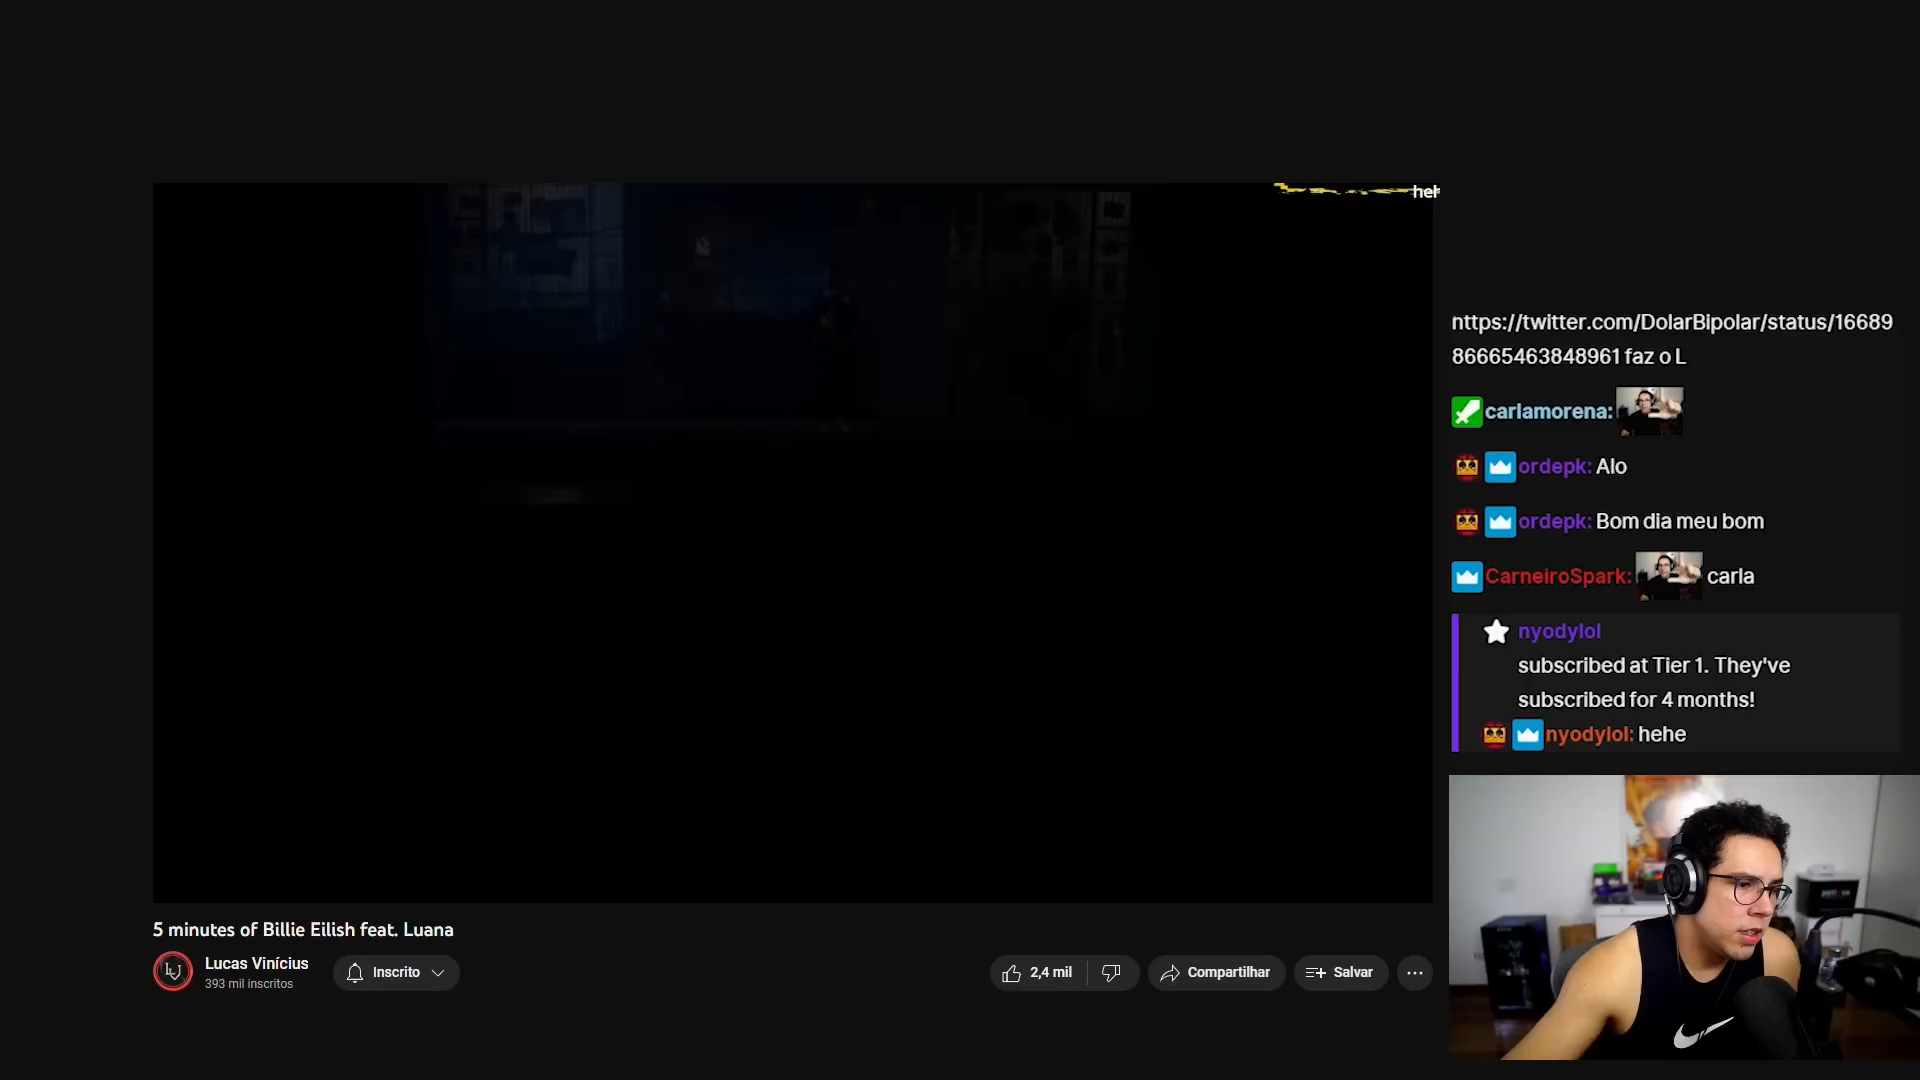 heh
https://twitter.com/DolarBipolar/status/16689
86665463848961 faz o L
carlamorena:
ordepk: Alo
ordepk: Bom dia meu bom
CarneiroSpark: carla
nyodylol
subscribed at Tier 1. They've
subscribed for 4 months!
nyodylol: hehe
5 minutes of Billie Eilish feat. Luana
Lucas Vinícius
393 mil inscritos
Inscrito
2,4 mil
Compartilhar
Salvar